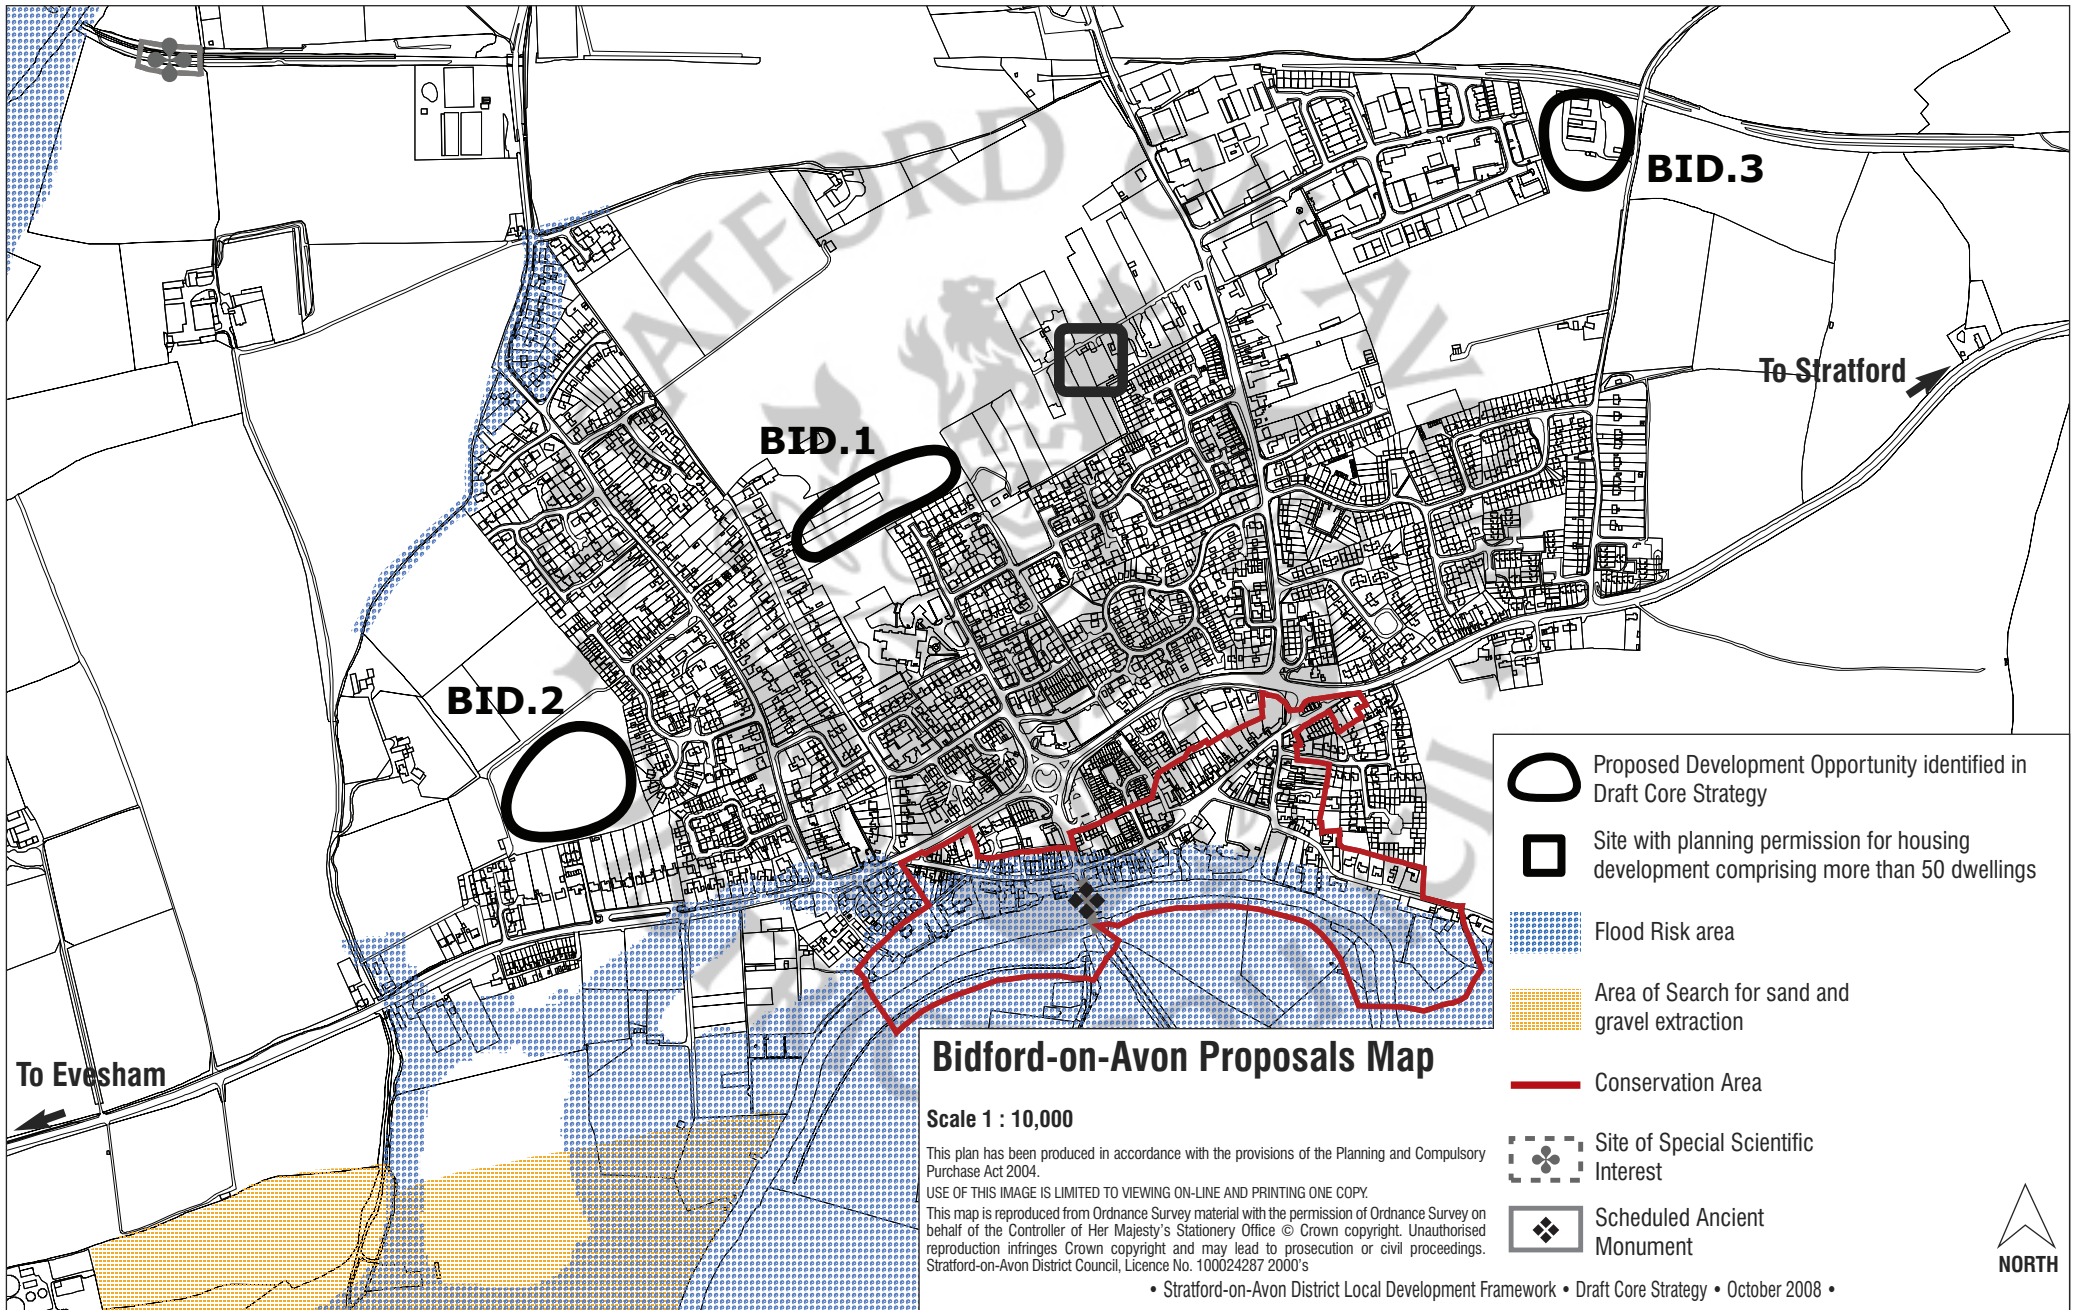 BID.3
To Stratford
BID.1
BID.2
To Evesham
Proposed Development Opportunity identified in
Draft Core Strategy
Site with planning permission for housing
development comprising more than 50 dwellings
Flood Risk area
Area of Search for sand and
gravel extraction
Conservation Area
Site of Special Scientific
Interest
Scheduled Ancient
Monument
Bidford-on-Avon Proposals Map
Scale 1 : 10,000
This plan has been produced in accordance with the provisions of the Planning and Compulsory
Purchase Act 2004.
USE OF THIS IMAGE IS LIMITED TO VIEWING ON-LINE AND PRINTING ONE COPY.
This map is reproduced from Ordnance Survey material with the permission of Ordnance Survey on
behalf of the Controller of Her Majesty's Stationery Office © Crown copyright. Unauthorised
reproduction infringes Crown copyright and may lead to prosecution or civil proceedings.
Stratford-on-Avon District Council, Licence No. 100024287 2000's
NORTH
• Stratford-on-Avon District Local Development Framework • Draft Core Strategy • October 2008 •